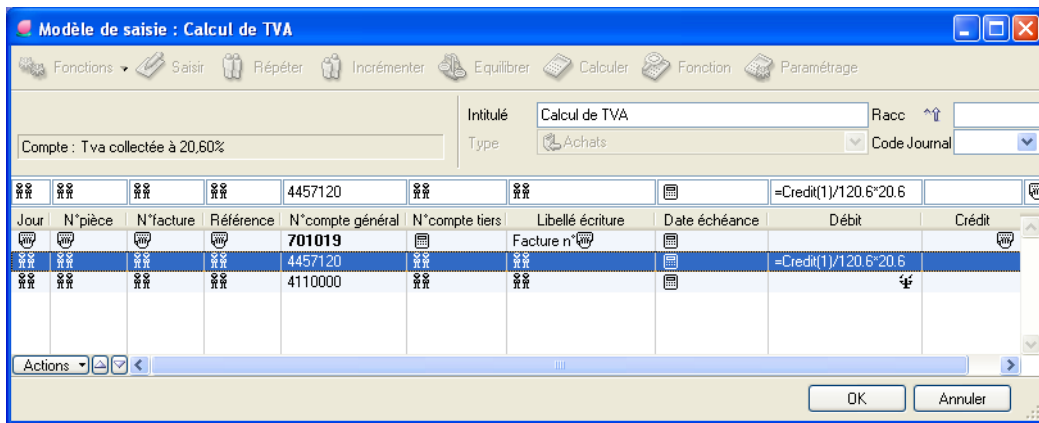 Modèle de saisie : Calcul de TVA
Fonctions Saisir Répéter Incrémenter Equilibrer Calculer Fonction Paramétrage
Intitulé Calcul de TVA Racc
Compte : Tva collectée à 20,60% Type Achats Code Journal
4457120 =Credit(1)/120.6*20.6
Jour N°pièce N°facture Référence N°compte général N°compte tiers Libellé écriture Date échéance Débit Crédit
701019 Facture n°
4457120 =Credit(1)/120.6*20.6
4110000
Actions
OK Annuler